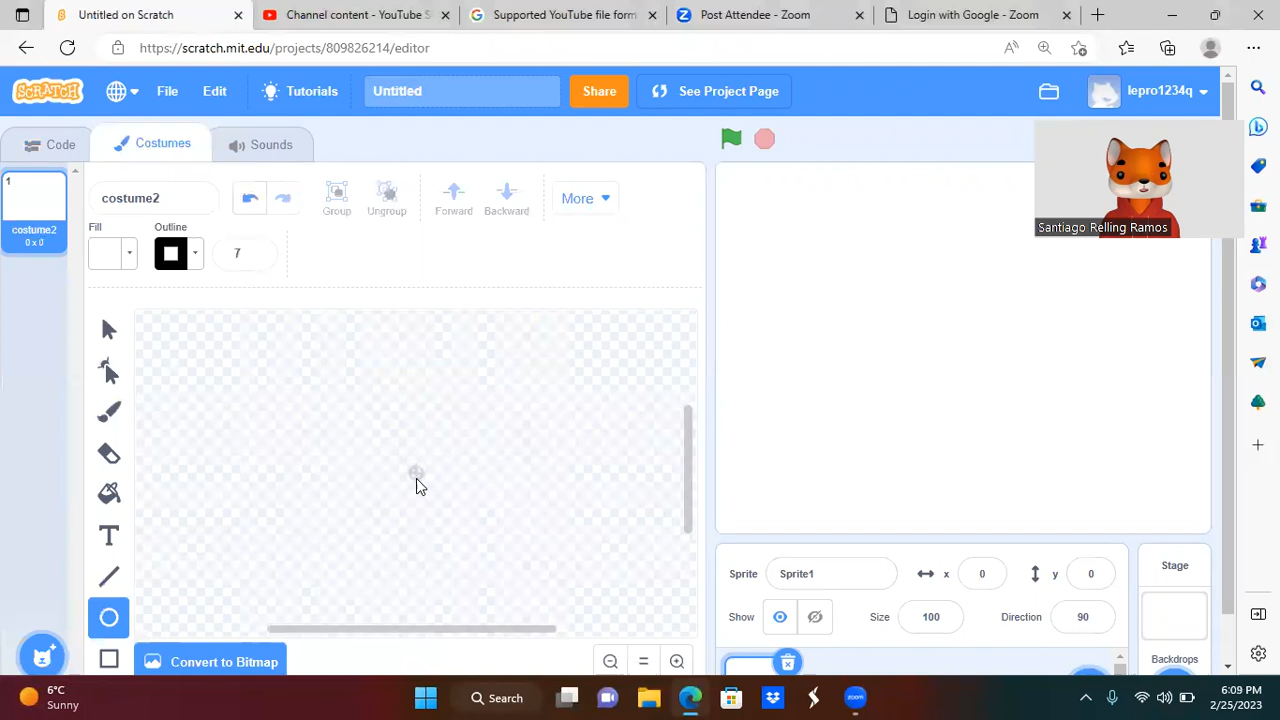 Untitled on Scratch
Channel content - YouTube S
Supported YouTube file form
Post Attendee - Zoom
Login with Google - Zoom
https://scratch.mit.edu/projects/809826214/editor
SCRATCH
File
Edit
Tutorials
Untitled
Share
See Project Page
lepro1234q
Code
Costumes
Sounds
1
costume2
0 x 0
costume2
Group
Ungroup
Forward
Backward
More
Fill
Outline
7
Santiago Relling Ramos
T
Convert to Bitmap
Sprite
Sprite1
x
0
y
0
Show
Size
100
Direction
90
Stage
Backdrops
6°C
Sunny
Search
zoom
6:09 PM
2/25/2023